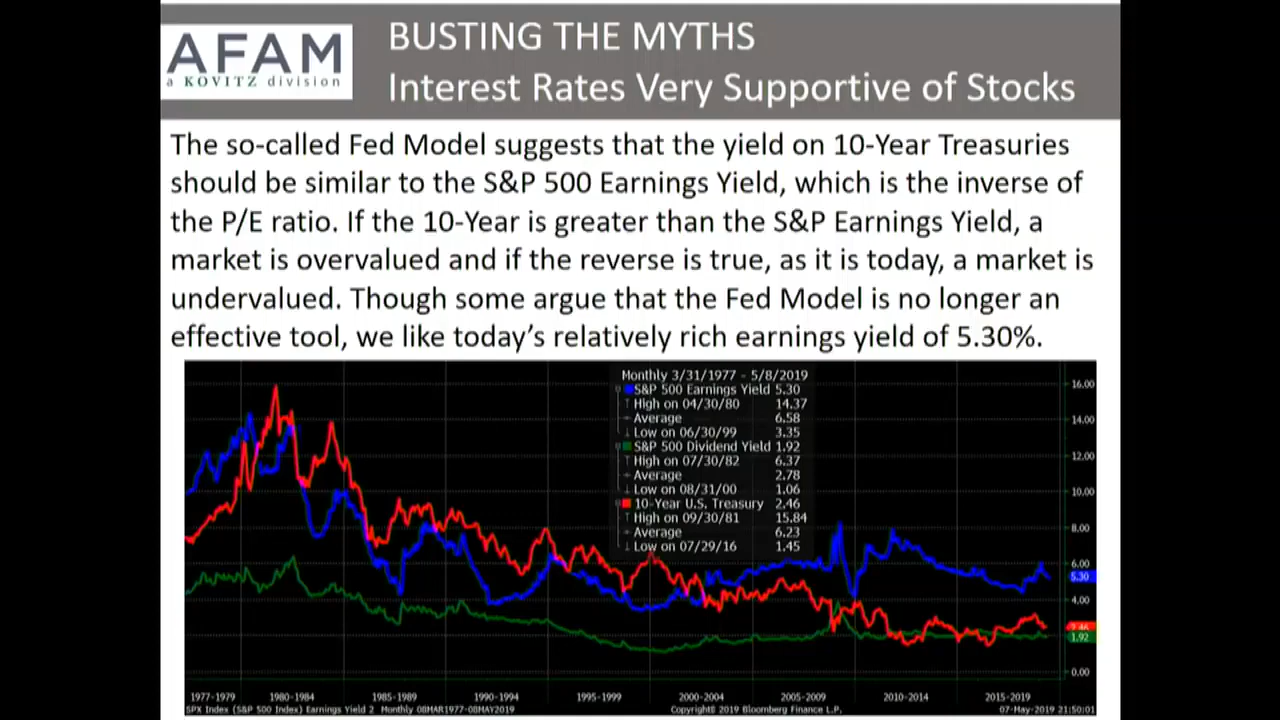 AFAM
a KOVITZ division
BUSTING THE MYTHS
Interest Rates Very Supportive of Stocks
The so-called Fed Model suggests that the yield on 10-Year Treasuries
should be similar to the S&P 500 Earnings Yield, which is the inverse of
the P/E ratio. If the 10-Year is greater than the S&P Earnings Yield, a
market is overvalued and if the reverse is true, as it is today, a market is
undervalued. Though some argue that the Fed Model is no longer an
effective tool, we like today's relatively rich earnings yield of 5.30%.
Monthly 3/31/1977 - 5/8/2019
S&P 500 Earnings Yield 5.30
High on 04/30/80 14.37
Average 6.58
Low on 06/30/99 3.35
S&P 500 Dividend Yield 1.92
High on 07/30/82 6.37
Average 2.78
Low on 08/31/00 1.06
10-Year U.S. Treasury 2.46
High on 09/30/81 15.84
Average 6.23
Low on 07/29/16 1.45
16.00
14.00
12.00
10.00
8.00
6.00
5.30
4.00
2.46
1.92
0.00
1977-1979 1980-1984 1985-1989 1990-1994 1995-1999 2000-2004 2005-2009 2010-2014 2015-2019
SPX Index (S&P 500 Index) Earnings Yield 2 Monthly 08MAR1977-08MAY2019 Copyright© 2019 Bloomberg Finance L.P. 07-May-2019 21:50:01